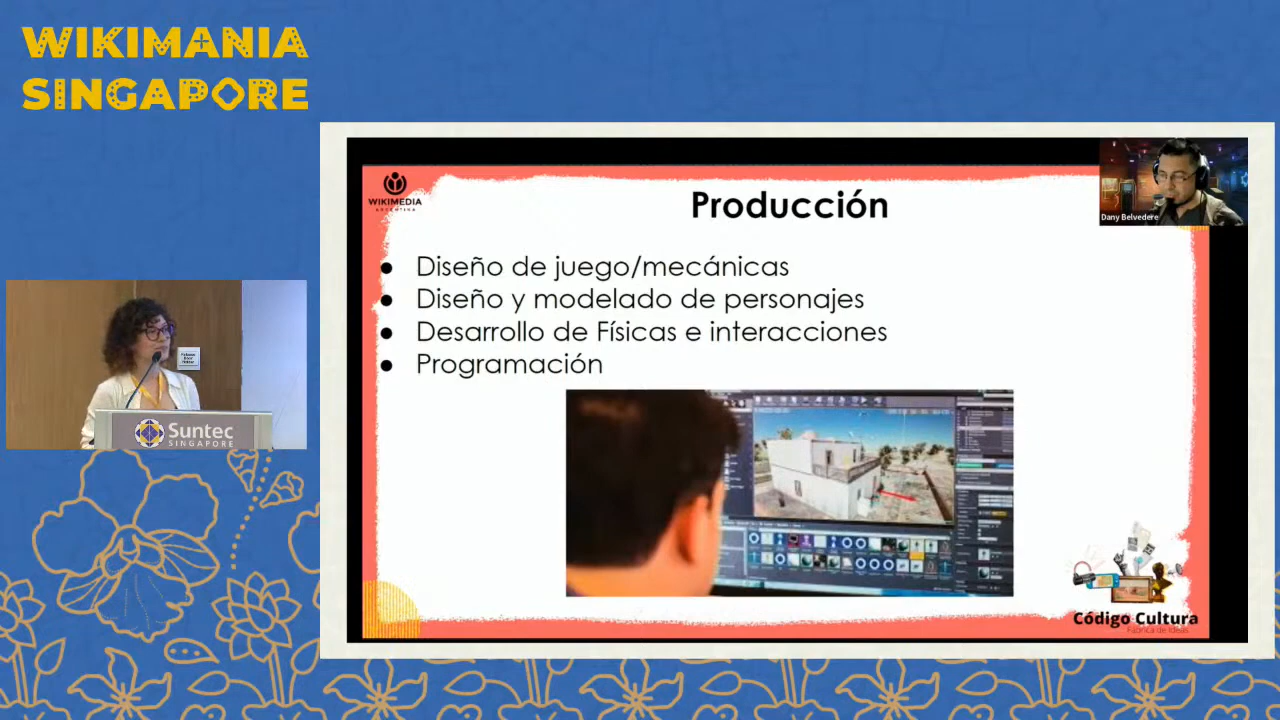 WIKIMANIA
SINGAPORE
WIKIMEDIA
ARGENTINA
Producción
Dany Belvedere
● Diseño de juego/mecánicas
● Diseño y modelado de personajes
● Desarrollo de Físicas e interacciones
● Programación
Suntec
SINGAPORE
Código Cultura
Fábrica de Ideas